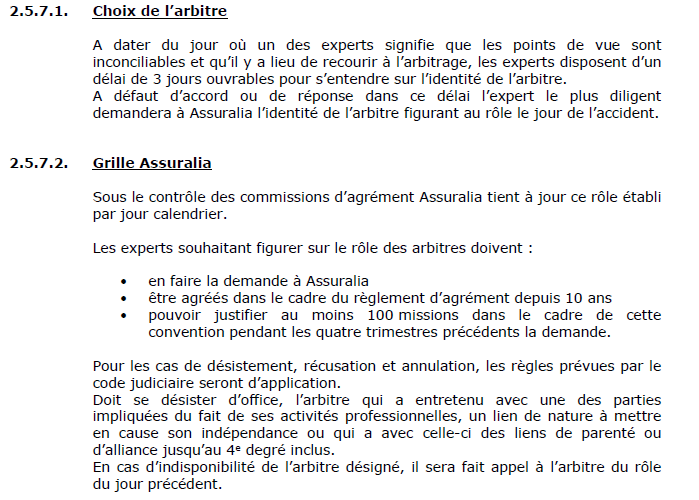 2.5.7.1. Choix de l’arbitre
A dater du jour où un des experts signifie que les points de vue sont
inconciliables et qu’il y a lieu de recourir à l’arbitrage, les experts disposent d’un
délai de 3 jours ouvrables pour s’entendre sur l’identité de l’arbitre.
A défaut d’accord ou de réponse dans ce délai l’expert le plus diligent
demandera à Assuralia l’identité de l’arbitre figurant au rôle le jour de l’accident.
2.5.7.2. Grille Assuralia
Sous le contrôle des commissions d’agrément Assuralia tient à jour ce rôle établi
par jour calendrier.
Les experts souhaitant figurer sur le rôle des arbitres doivent :
• en faire la demande à Assuralia
• être agréés dans le cadre du règlement d’agrément depuis 10 ans
• pouvoir justifier au moins 100 missions dans le cadre de cette
convention pendant les quatre trimestres précédents la demande.
Pour les cas de désistement, récusation et annulation, les règles prévues par le
code judiciaire seront d’application.
Doit se désister d’office, l’arbitre qui a entretenu avec une des parties
impliquées du fait de ses activités professionnelles, un lien de nature à mettre
en cause son indépendance ou qui a avec celle-ci des liens de parenté ou
d’alliance jusqu’au 4e degré inclus.
En cas d’indisponibilité de l’arbitre désigné, il sera fait appel à l’arbitre du rôle
du jour précédent.